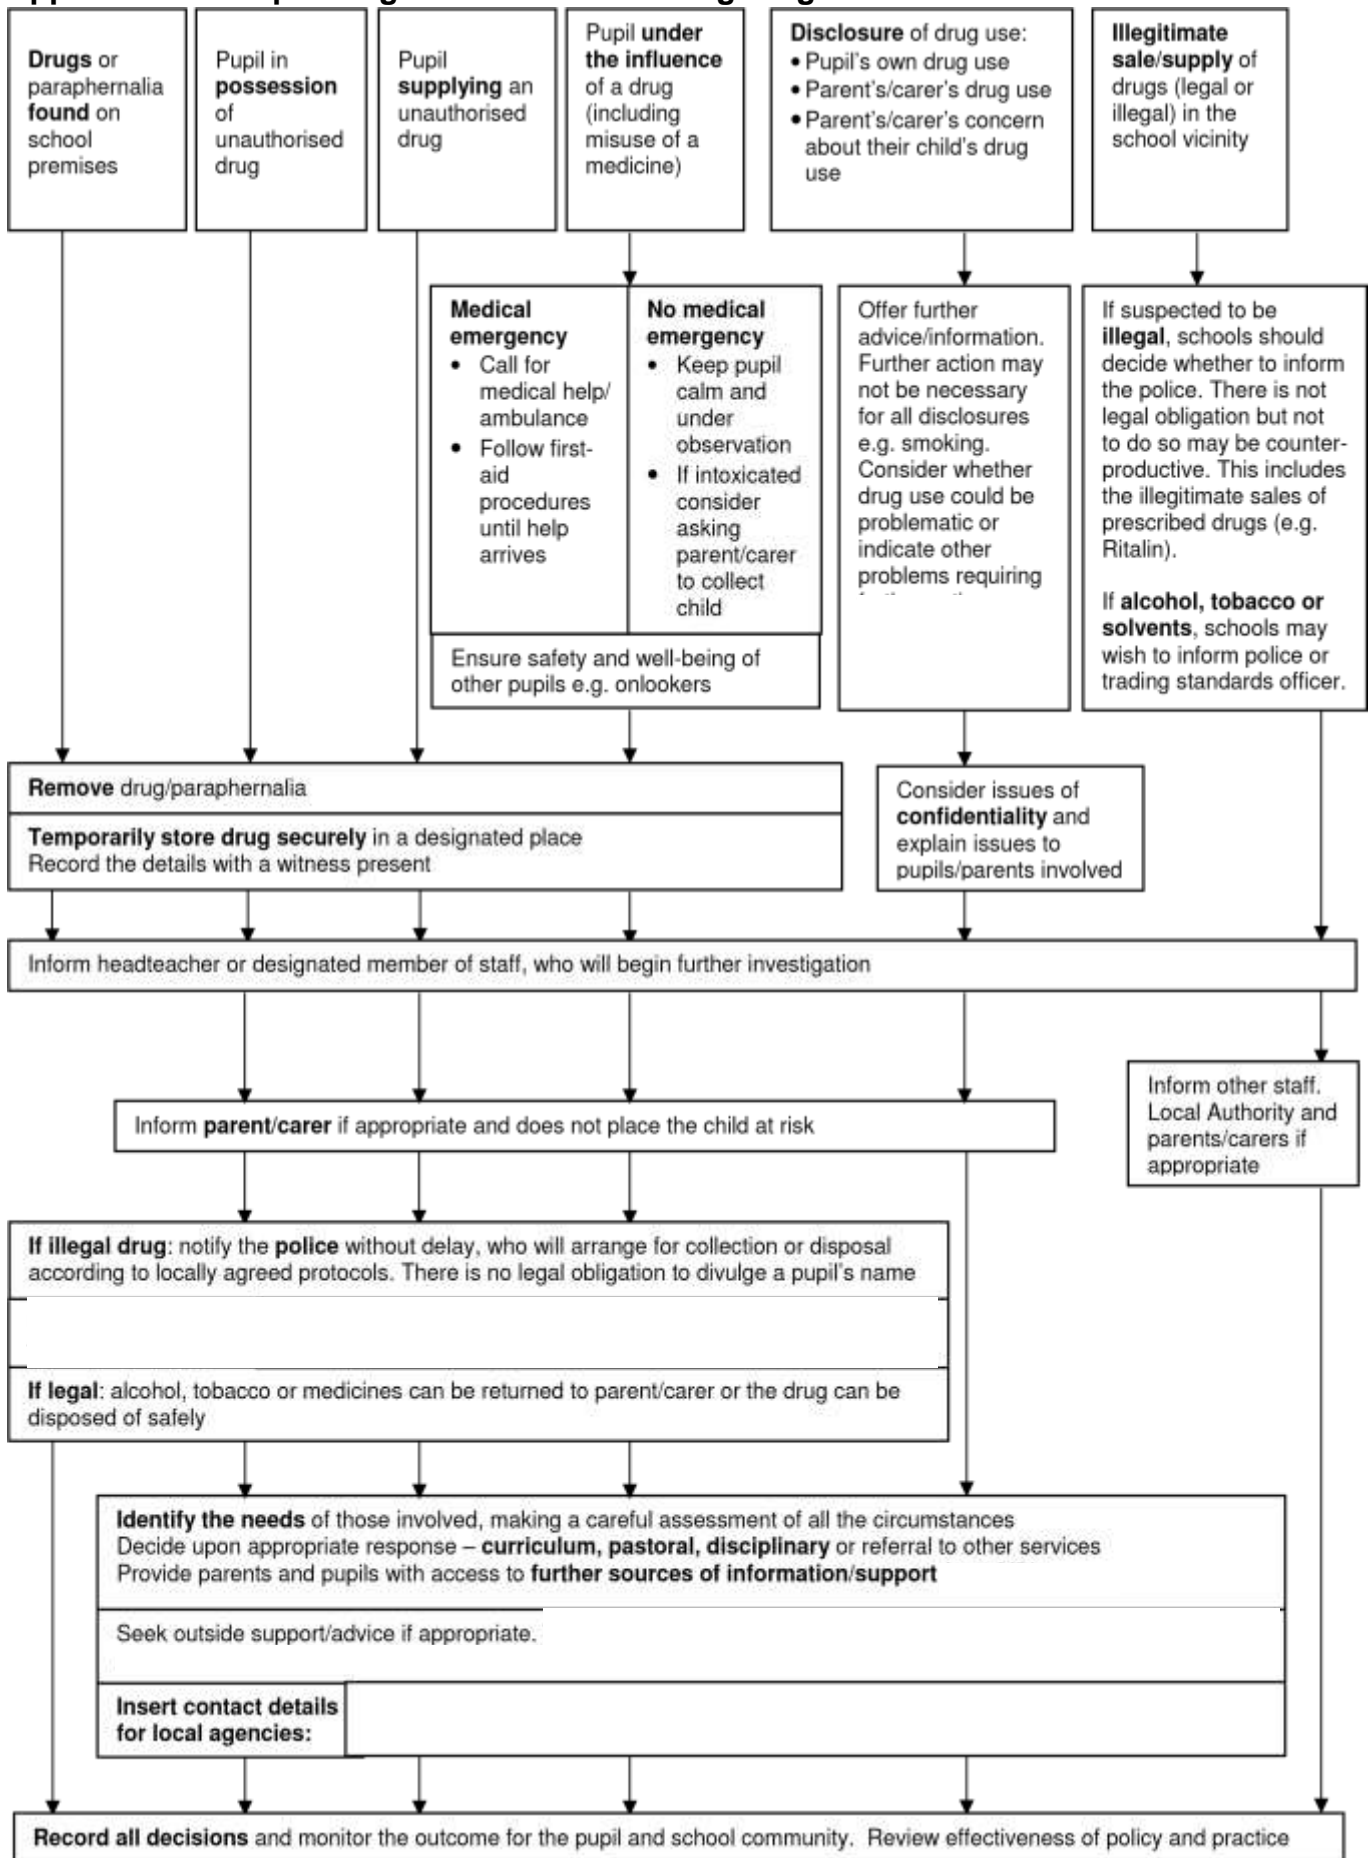 Drugs or
paraphernalia
found on
school
premises
Pupil in
possession
of
unauthorised
drug
Pupil
supplying an
unauthorised
drug
Pupil under
the influence
of a drug
(including
misuse of a
medicine)
Disclosure of drug use:
• Pupil's own drug use
• Parent's/carer's drug use
• Parent's/carer's concern
about their child's drug
use
Illegitimate
sale/supply of
drugs (legal or
illegal) in the
school vicinity
Medical
emergency
• Call for
medical help/
ambulance
• Follow first-
aid
procedures
until help
arrives
No medical
emergency
• Keep pupil
calm and
under
observation
• If intoxicated
consider
asking
parent/carer
to collect
child
Ensure safety and well-being of
other pupils e.g. onlookers
Offer further
advice/information.
Further action may
not be necessary
for all disclosures
e.g. smoking.
Consider whether
drug use could be
problematic or
indicate other
problems requiring
If suspected to be
illegal, schools should
decide whether to inform
the police. There is not
legal obligation but not
to do so may be counter-
productive. This includes
the illegitimate sales of
prescribed drugs (e.g.
Ritalin).
If alcohol, tobacco or
solvents, schools may
wish to inform police or
trading standards officer.
Remove drug/paraphernalia
Temporarily store drug securely in a designated place
Record the details with a witness present
Consider issues of
confidentiality and
explain issues to
pupils/parents involved
Inform headteacher or designated member of staff, who will begin further investigation
Inform parent/carer if appropriate and does not place the child at risk
Inform other staff.
Local Authority and
parents/carers if
appropriate
If illegal drug: notify the police without delay, who will arrange for collection or disposal
according to locally agreed protocols. There is no legal obligation to divulge a pupil's name
If legal: alcohol, tobacco or medicines can be returned to parent/carer or the drug can be
disposed of safely
Identify the needs of those involved, making a careful assessment of all the circumstances
Decide upon appropriate response – curriculum, pastoral, disciplinary or referral to other services
Provide parents and pupils with access to further sources of information/support
Seek outside support/advice if appropriate.
Insert contact details
for local agencies:
Record all decisions and monitor the outcome for the pupil and school community. Review effectiveness of policy and practice